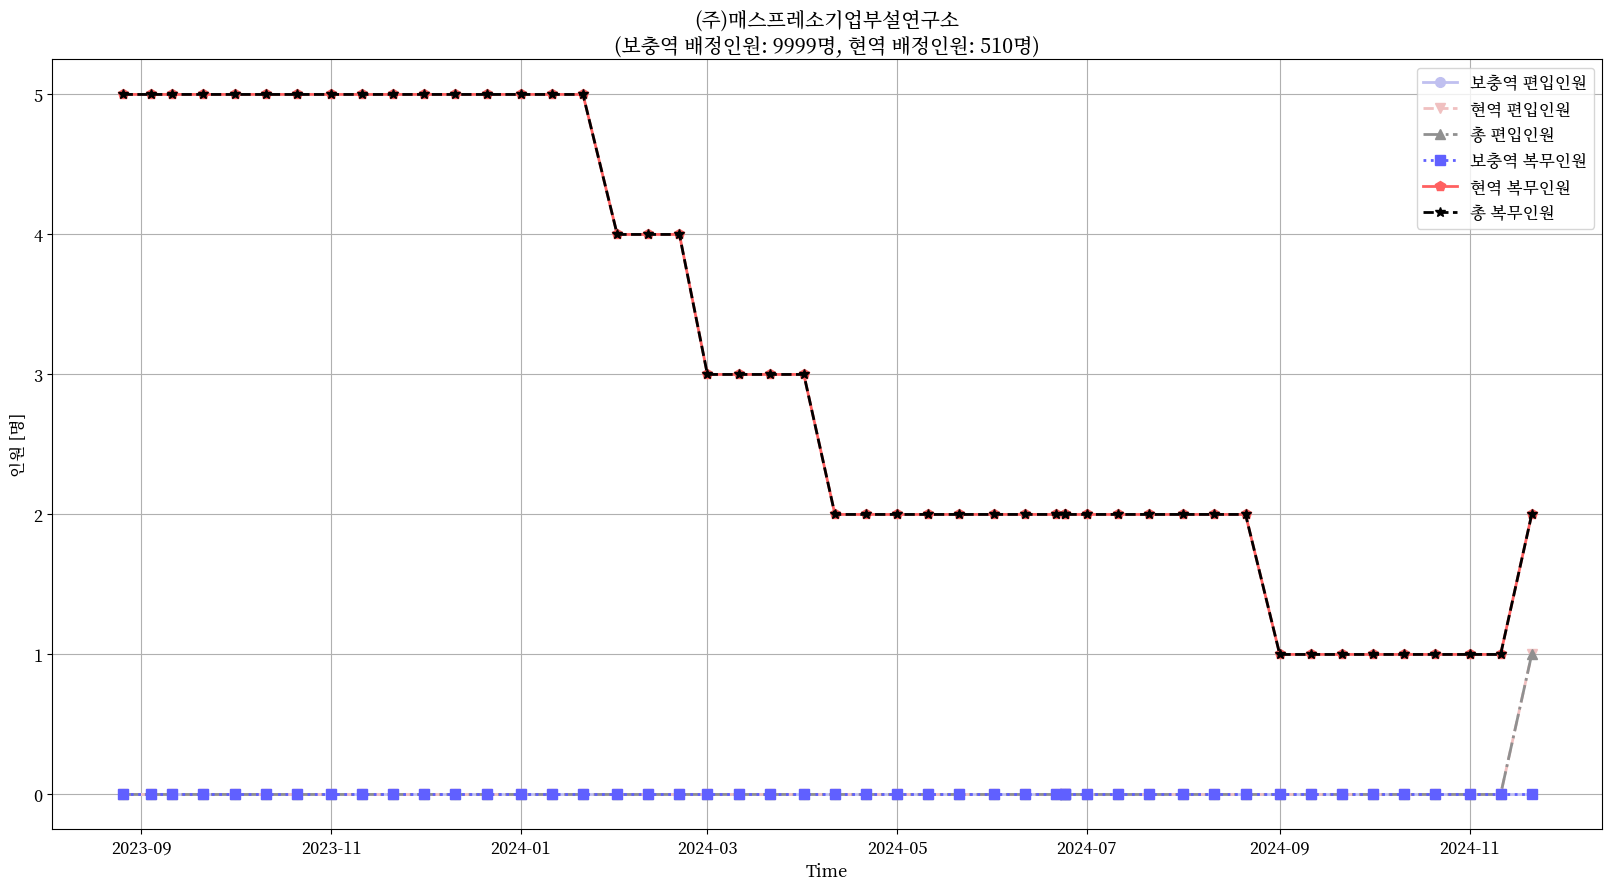 (주)매스프레소기업부설연구소
(보충역 배정인원: 9999명, 현역 배정인원: 510명)
보충역 편입인원
현역 편입인원
총 편입인원
보충역 복무인원
현역 복무인원
총 복무인원
인원 [명]
5
4
3
2
1
0
2023-09
2023-11
2024-01
2024-03
2024-05
2024-07
2024-09
2024-11
Time